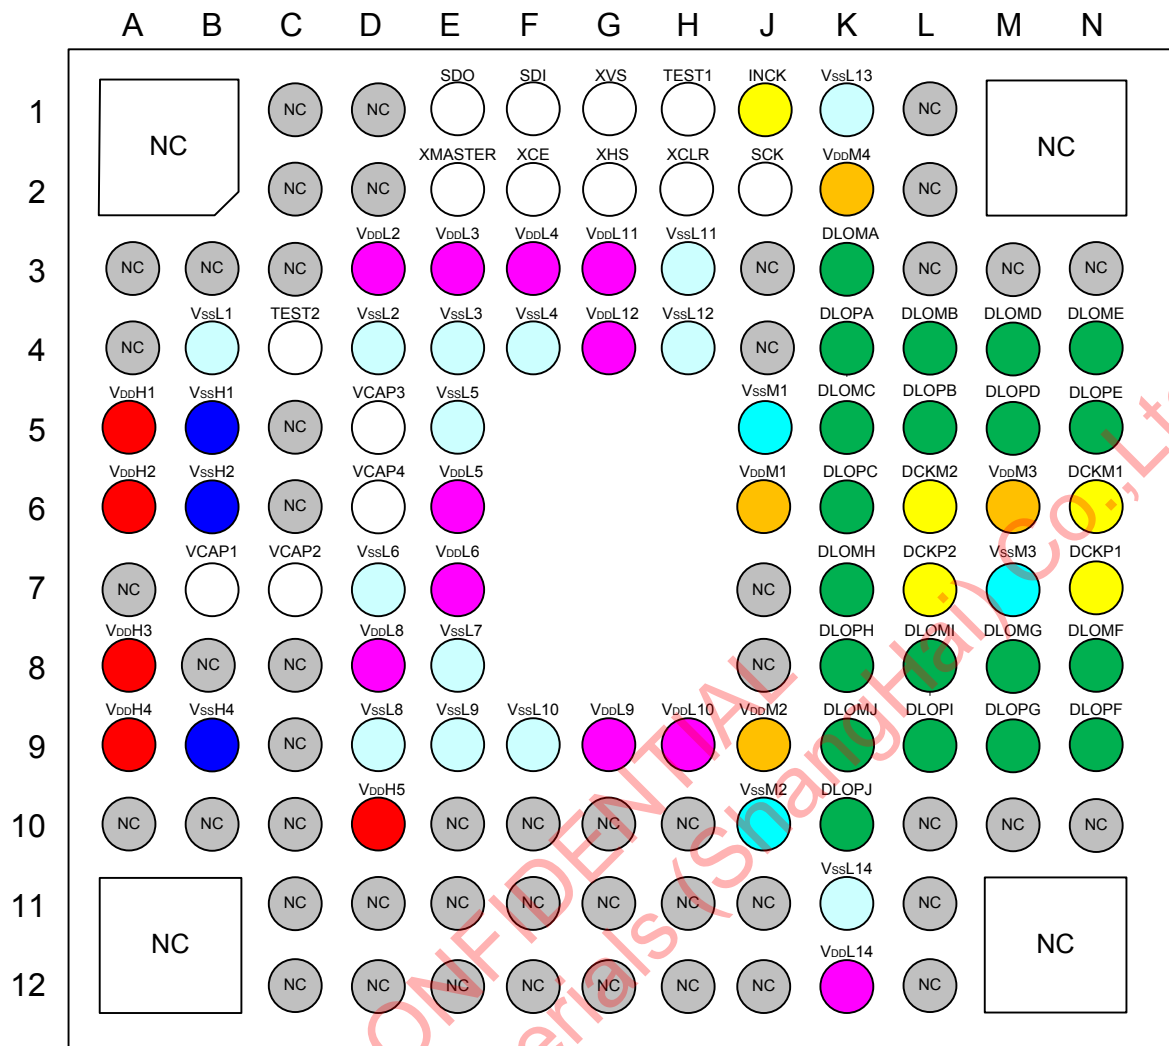 A B C D E F G H J K L M N
SDO SDI XVS TEST1 INCK VssL13
1 NC NC NC NC NC
XMASTER XCE XHS XCLR SCK VDDM4
2 NC NC NC
VDDL2 VDDL3 VDDL4 VDDL11 VssL11 DLOMA
3 NC NC NC NC NC NC NC
VssL1 TEST2 VssL2 VssL3 VssL4 VDDL12 VssL12 DLOPA DLOMB DLOMD DLOME
4 NC NC
VDDH1 VssH1 VCAP3 VssL5 VssM1 DLOMC DLOPB DLOPD DLOPE
5 NC
VDDH2 VssH2 VCAP4 VDDL5 VDDM1 DLOPC DCKM2 VDDM3 DCKM1
6 NC
VCAP1 VCAP2 VssL6 VDDL6 DLOMH DCKP2 VssM3 DCKP1
7 NC NC
VDDH3 VDDL8 VssL7 DLOPH DLOMI DLOMG DLOMF
8 NC NC NC
VDDH4 VssH4 VssL8 VssL9 VssL10 VDDL9 VDDL10 VDDM2 DLOMJ DLOPI DLOPG DLOPF
9 NC
VDDH5 VssM2 DLOPJ
10 NC NC NC NC NC NC NC NC NC NC
VssL14
11 NC NC NC NC NC NC NC NC NC NC
VDDL14
12 NC NC NC NC NC NC NC NC
ONFIDENTIAL
erials (ShangHai) Co.,Lt